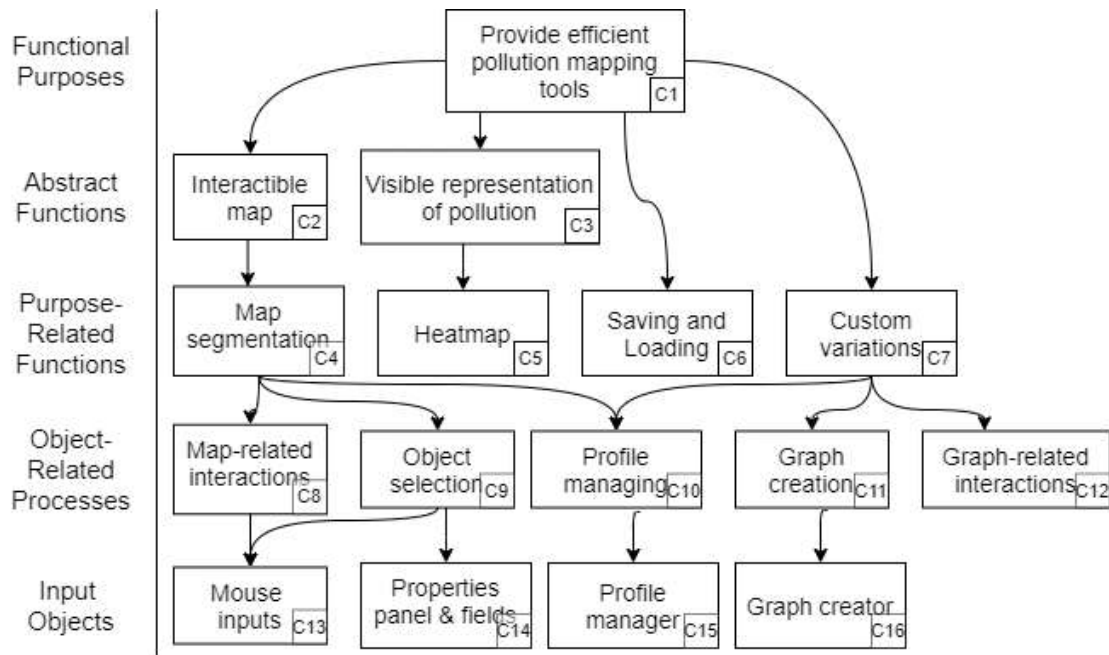 Functional
Purposes
Provide efficient
pollution mapping
tools
C1
Abstract
Functions
Interactible
map
C2
Visible representation
of pollution
C3
Purpose-
Related
Functions
Map
segmentation
C4
Heatmap
C5
Saving and
Loading
C6
Custom
variations
C7
Object-
Related
Processes
Map-related
interactions
C8
Object
selection
C9
Profile
managing
C10
Graph
creation
C11
Graph-related
interactions
C12
Input
Objects
Mouse
inputs
C13
Properties
panel & fields
C14
Profile
manager
C15
Graph creator
C16